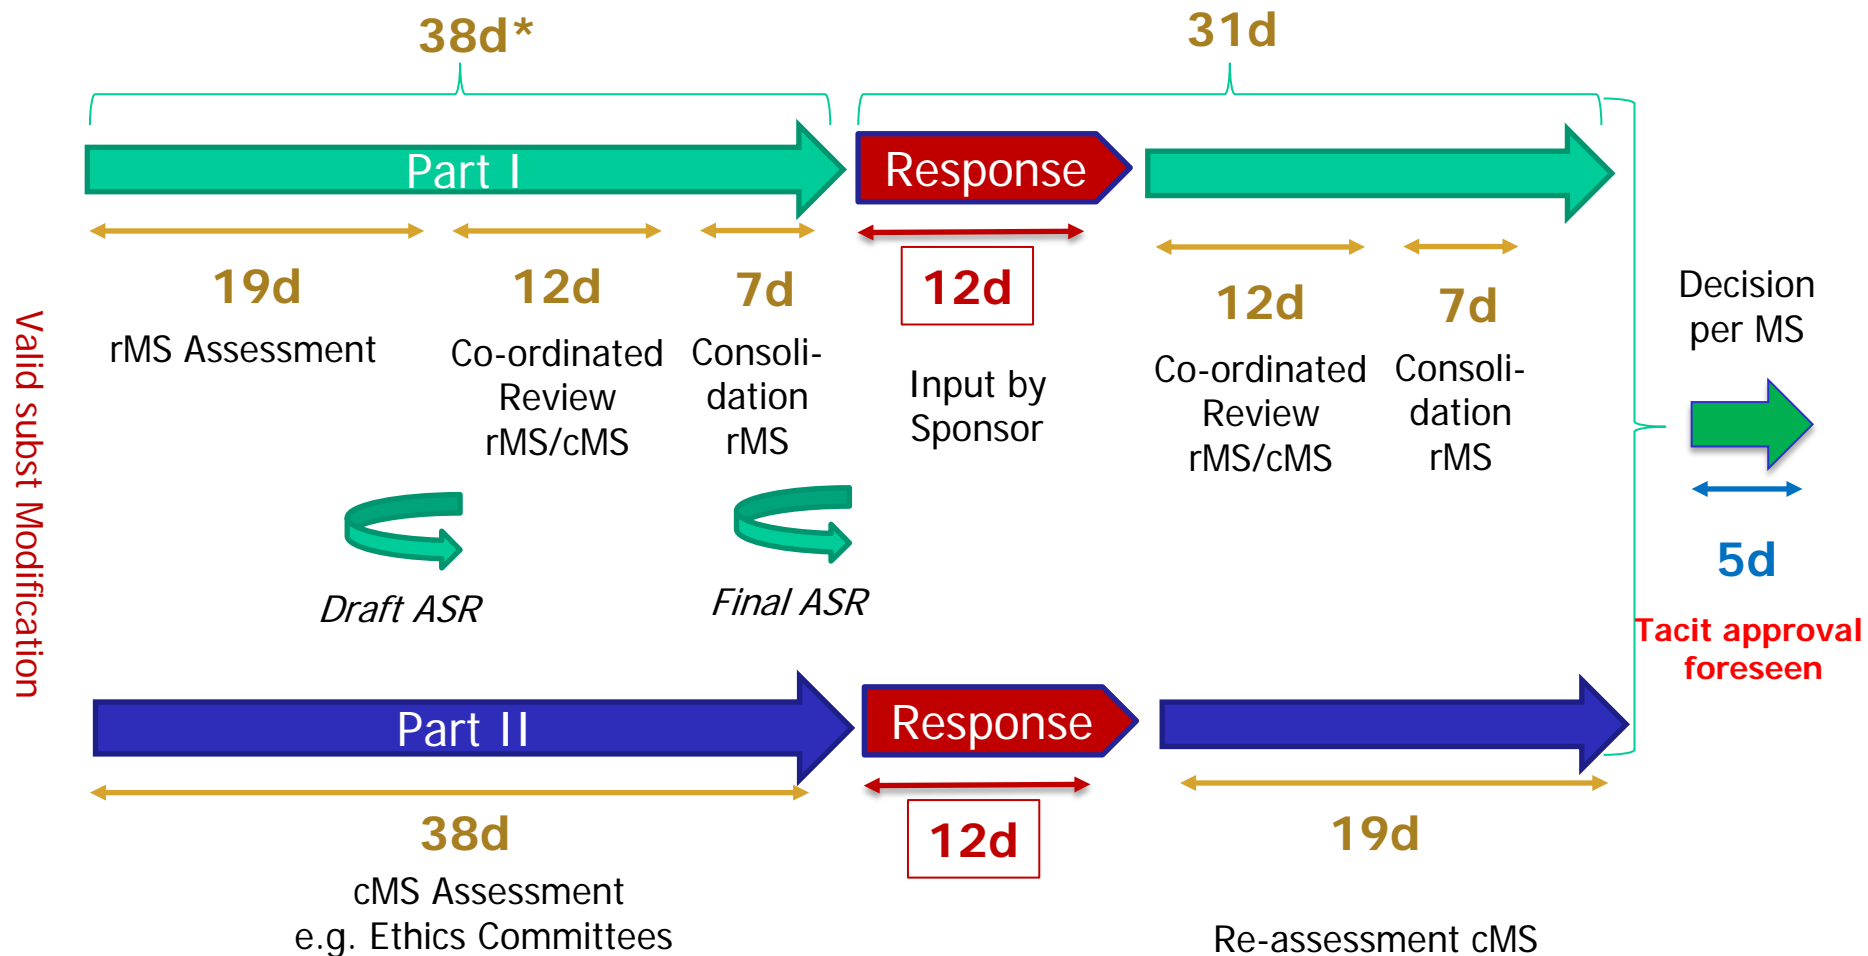 38d*
31d
Part I
Response
19d
12d
7d
12d
12d
7d
rMS Assessment
Co-ordinated
Review
rMS/cMS
Consoli-
dation
rMS
Input by
Sponsor
Co-ordinated
Review
rMS/cMS
Consoli-
dation
rMS
Decision
per MS
5d
Tacit approval
foreseen
Valid subst Modification
Draft ASR
Final ASR
Part II
Response
38d
12d
19d
cMS Assessment
e.g. Ethics Committees
Re-assessment cMS